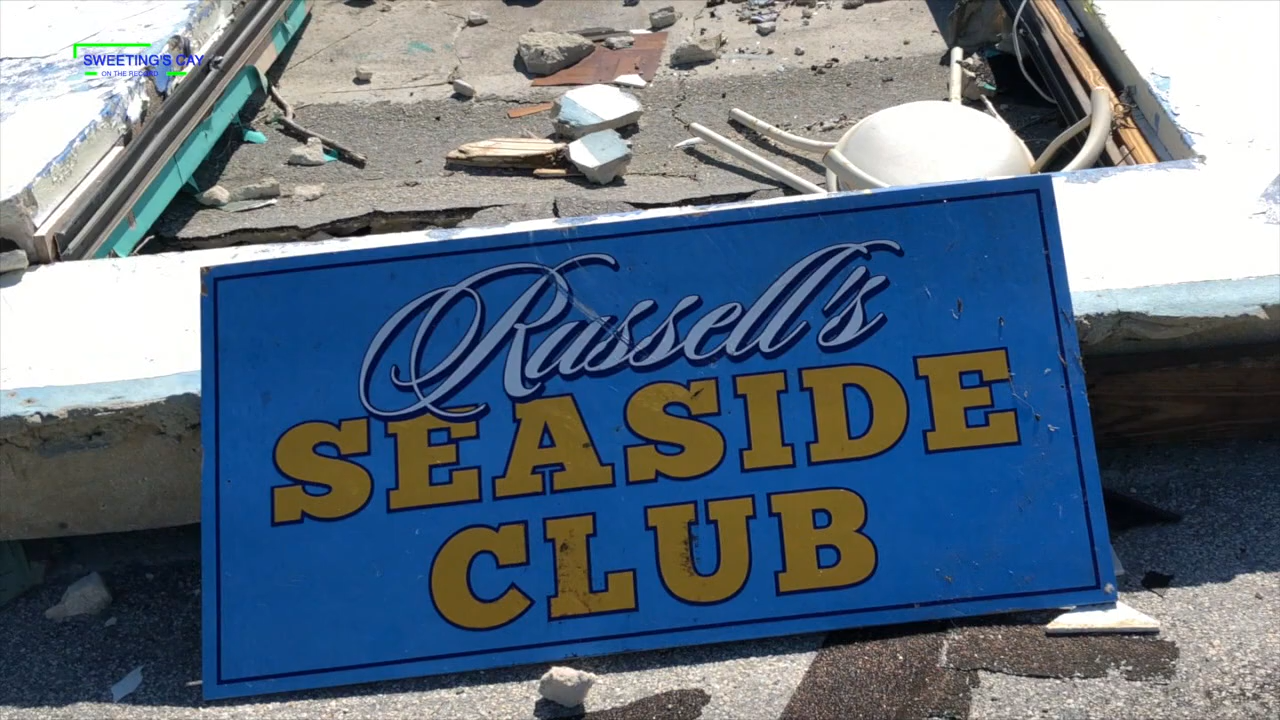 SWEETING'S CAY
ON THE RECORD
Russell's
SEASIDE
CLUB